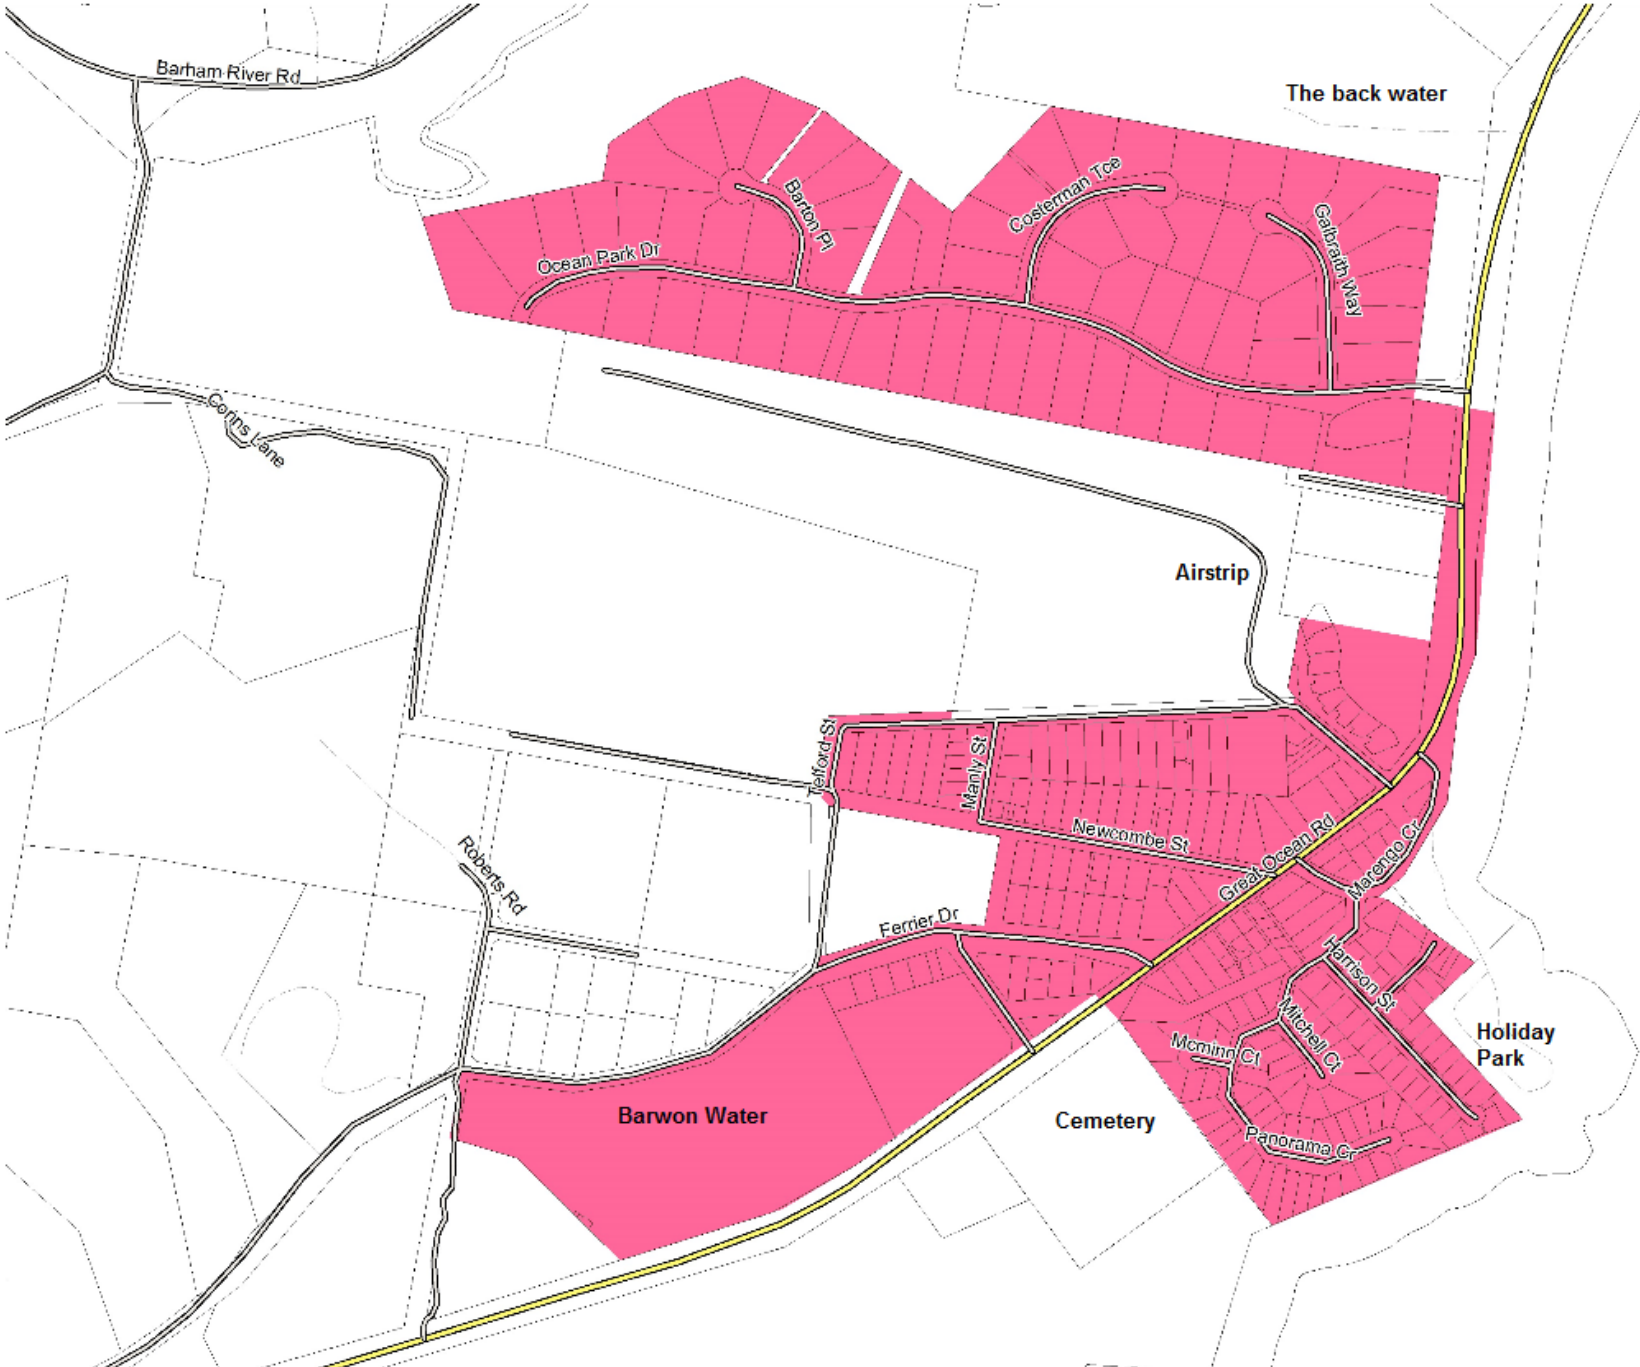 Barham River Rd
The back water
Costerman Tce
Barton Pl
Galbraith Way
Ocean Park Dr
Conns Lane
Airstrip
Telford St
Manly St
Newcombe St
Great Ocean Rd
Marengo Cr
Roberts Rd
Ferrier Dr
Harrison St
Mitchell Ct
Holiday
Park
Mcminn Ct
Barwon Water
Cemetery
Panorama Cr